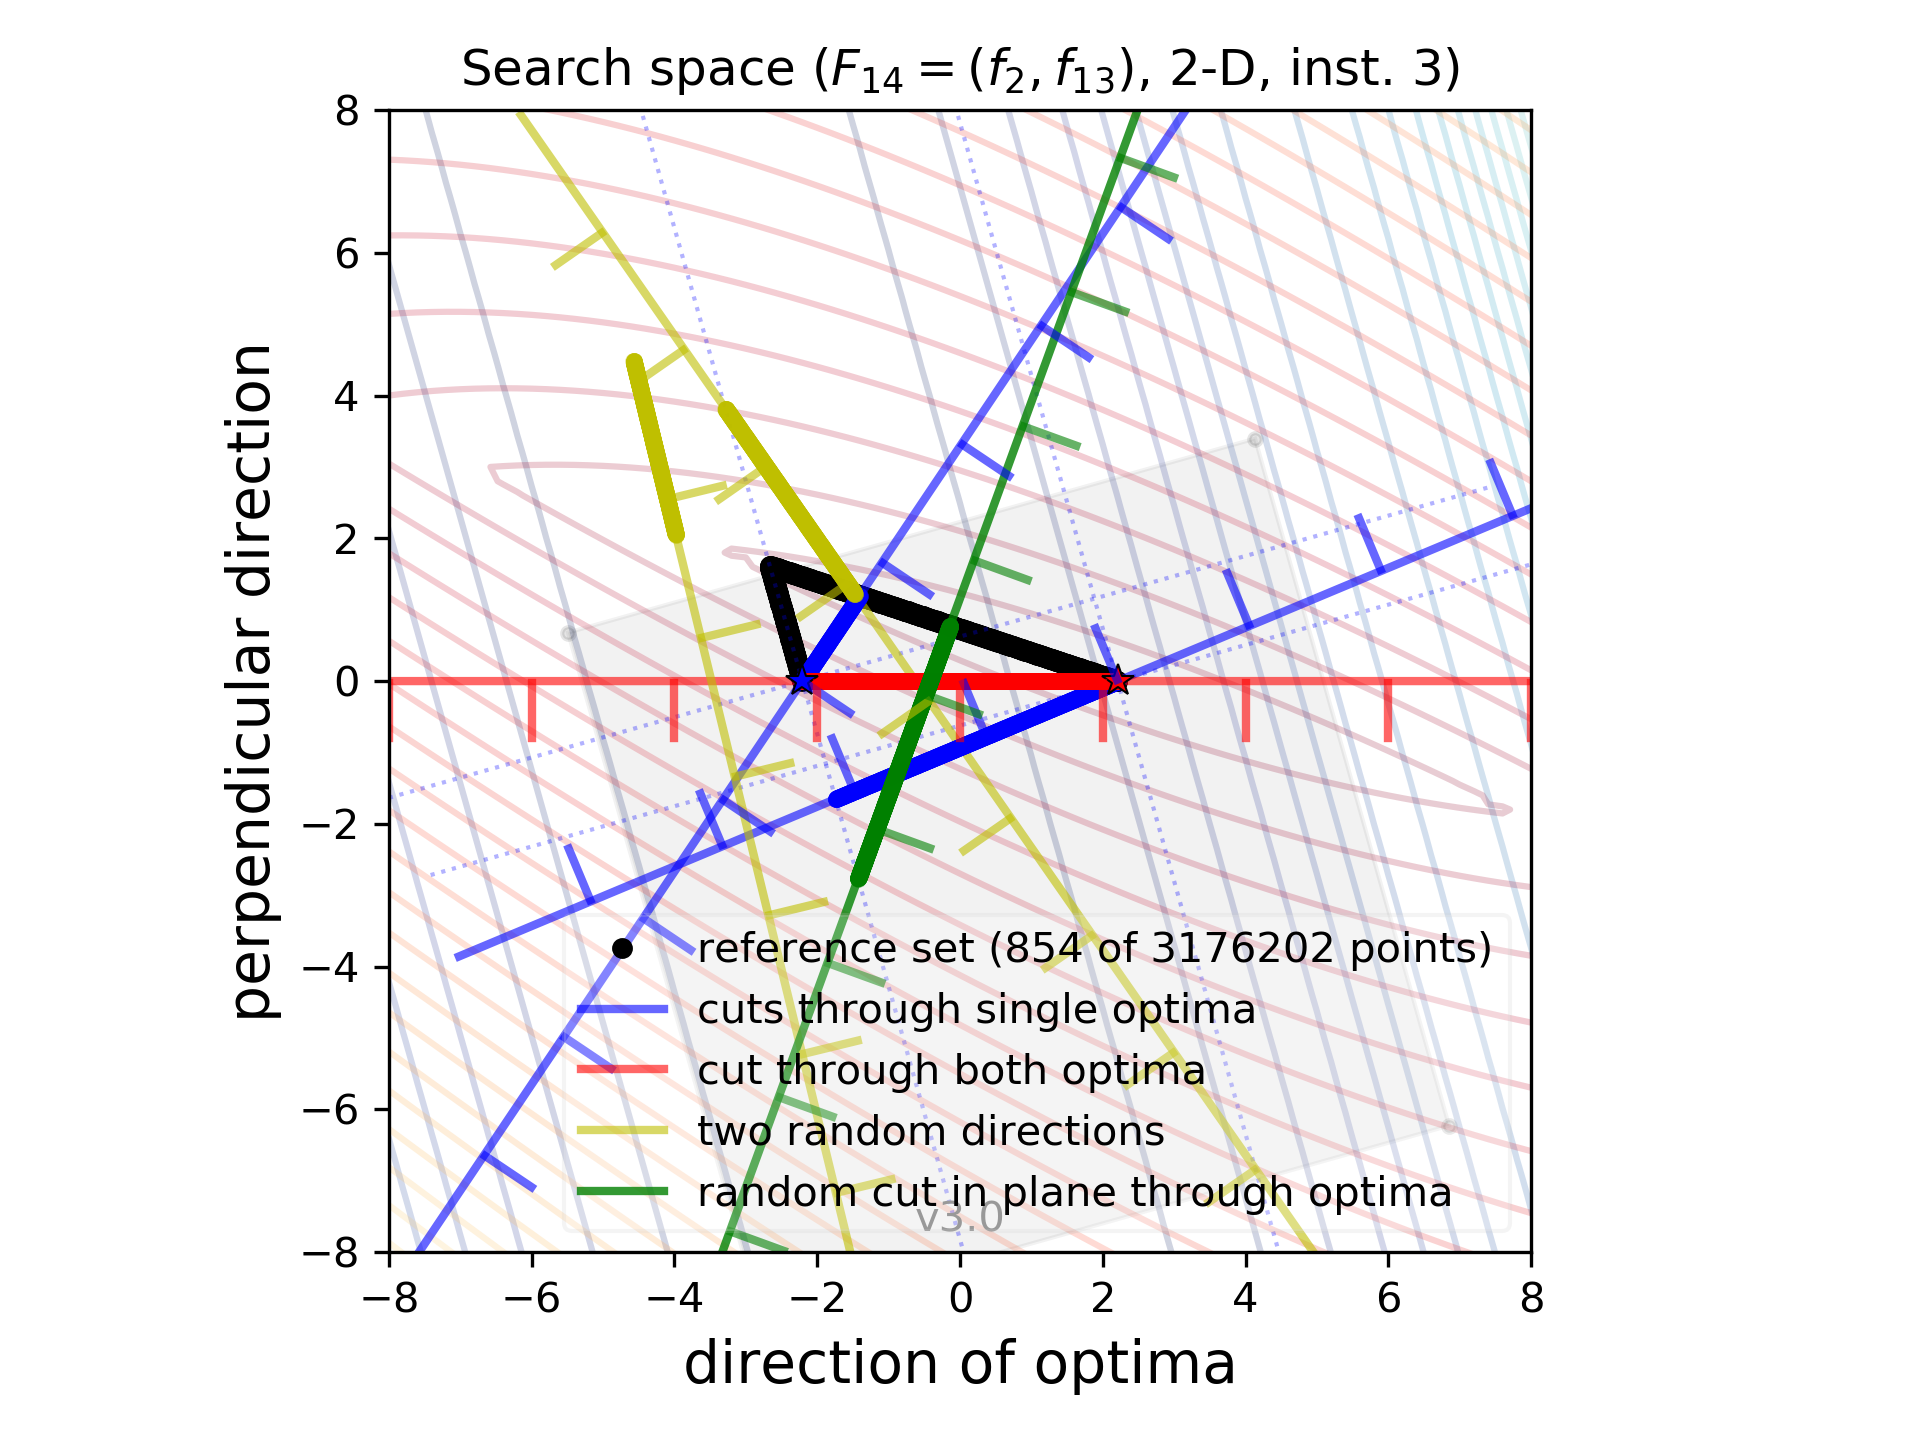 Search space (F14 = (f2, f13), 2-D, inst. 3)
8
6
4
2
0
−2
−4
−6
−8
perpendicular direction
reference set (854 of 3176202 points)
cuts through single optima
cut through both optima
two random directions
random cut in plane through optima
v3.0
−8 −6 −4 −2 0 2 4 6 8
direction of optima